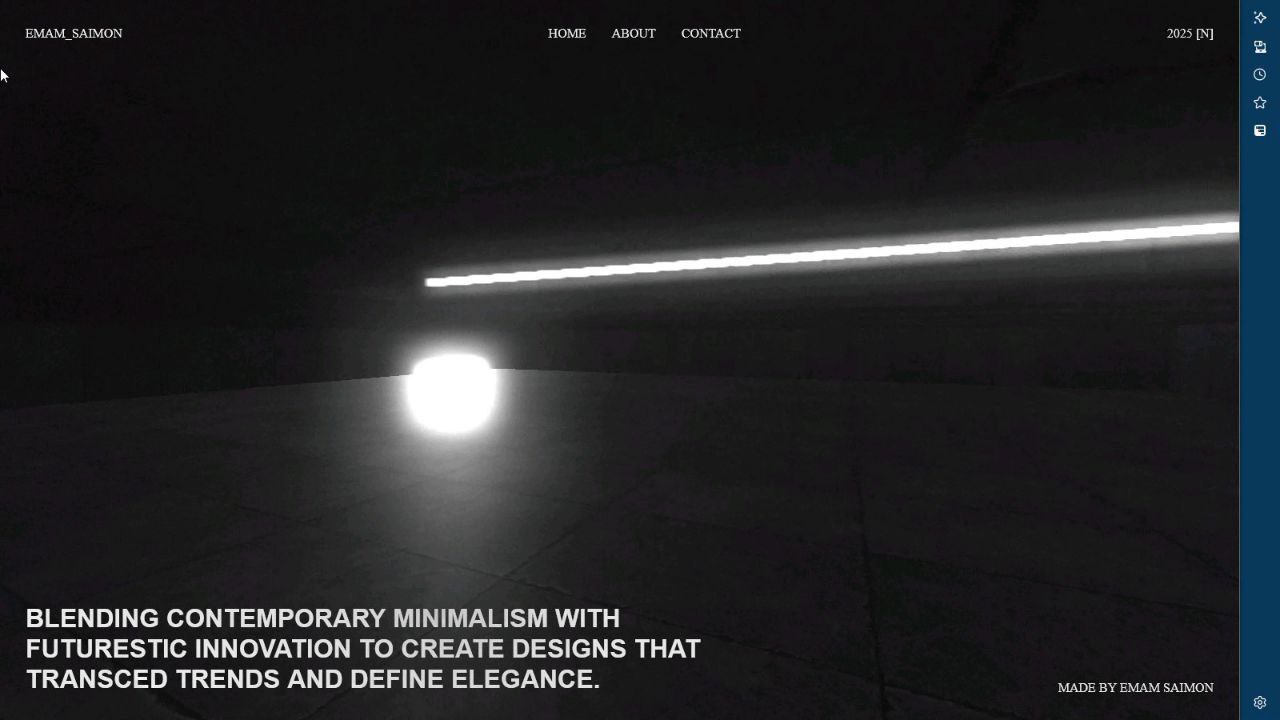 EMAM_SAIMON
HOME ABOUT CONTACT
2025 [N]
BLENDING CONTEMPORARY MINIMALISM WITH
FUTURESTIC INNOVATION TO CREATE DESIGNS THAT
TRANSCED TRENDS AND DEFINE ELEGANCE.
MADE BY EMAM SAIMON